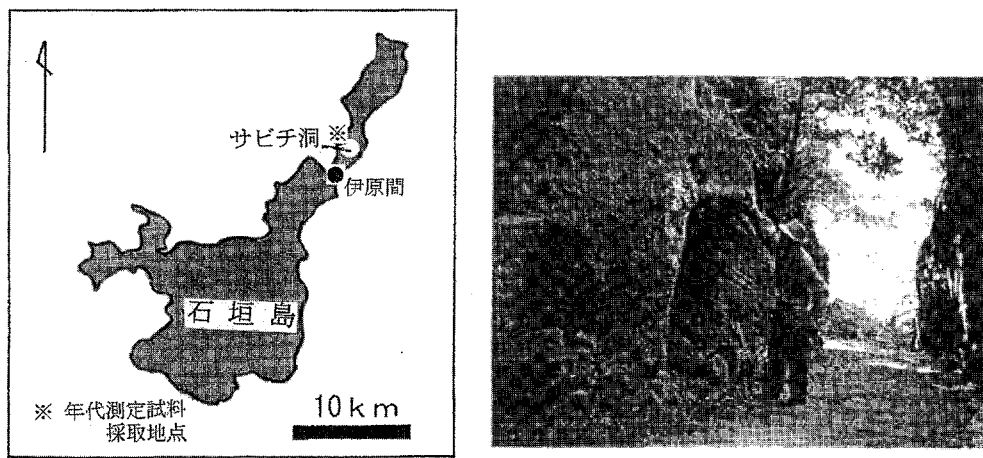 サビチ洞 ※
伊原間
石垣島
※ 年代測定試料
採取地点
10km